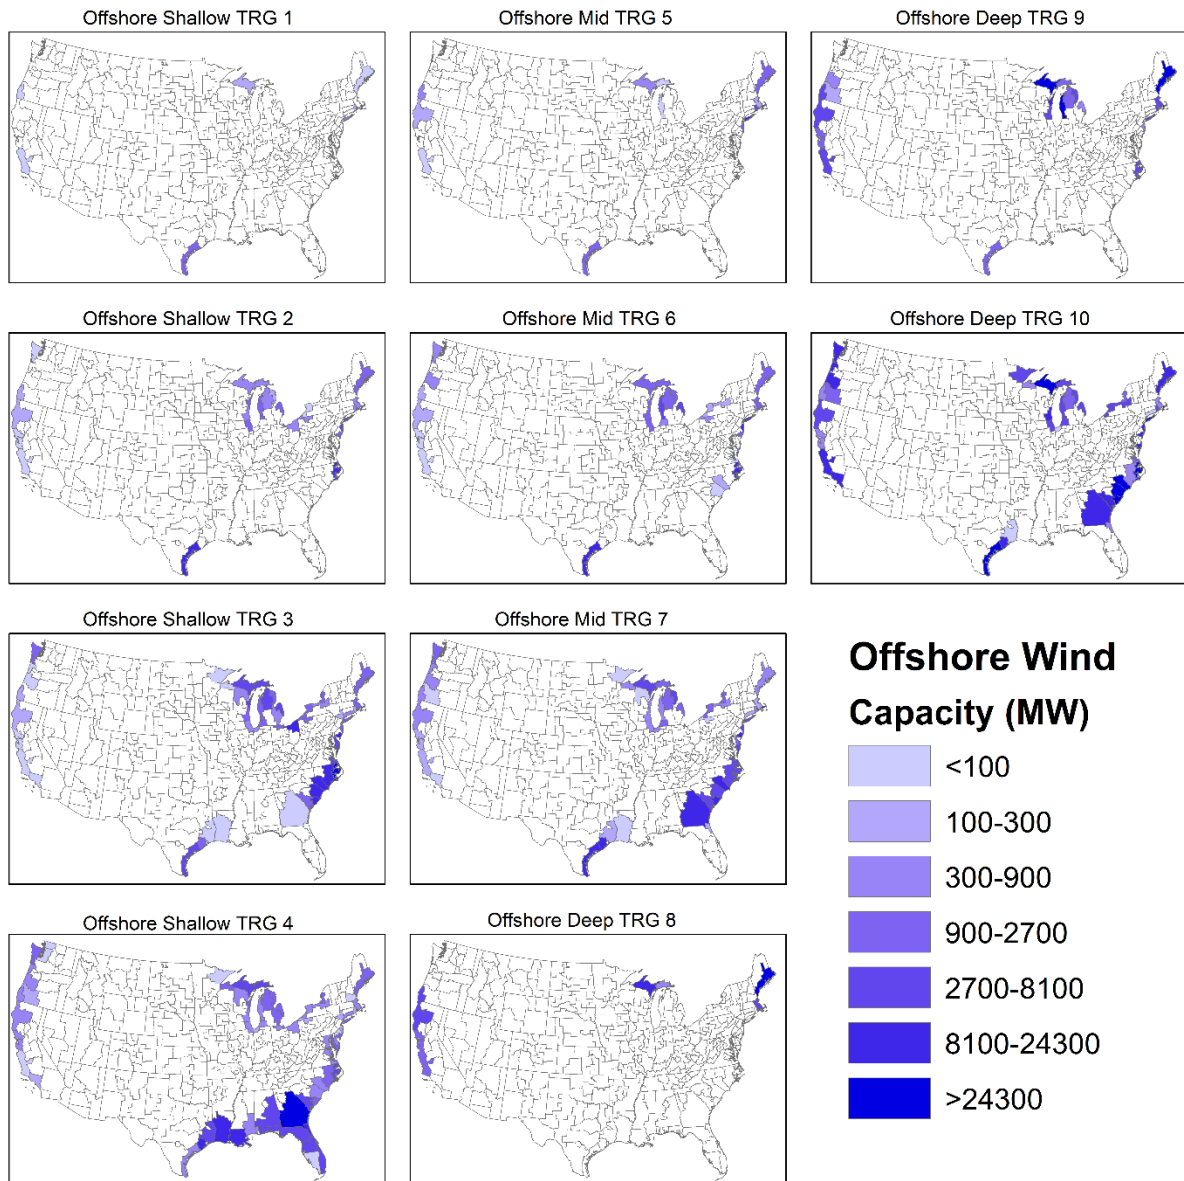 Offshore Shallow TRG 1
Offshore Mid TRG 5
Offshore Deep TRG 9
Offshore Shallow TRG 2
Offshore Mid TRG 6
Offshore Deep TRG 10
Offshore Shallow TRG 3
Offshore Mid TRG 7
Offshore Shallow TRG 4
Offshore Deep TRG 8
Offshore Wind
Capacity (MW)
<100
100-300
300-900
900-2700
2700-8100
8100-24300
>24300